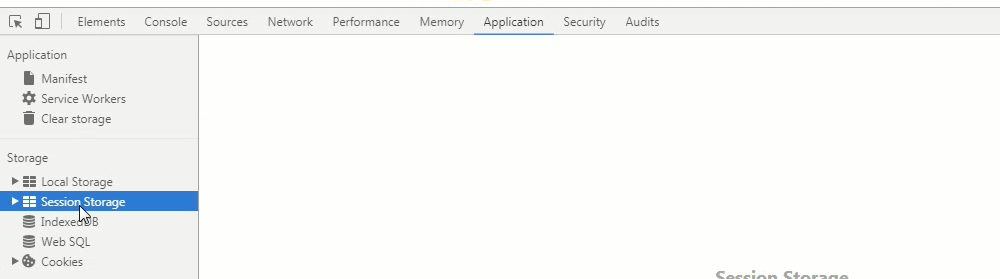 Elements Console Sources Network Performance Memory Application Security Audits
Application
Manifest
Service Workers
Clear storage
Storage
Local Storage
Session Storage
IndexedDB
Web SQL
Cookies
Session Storage